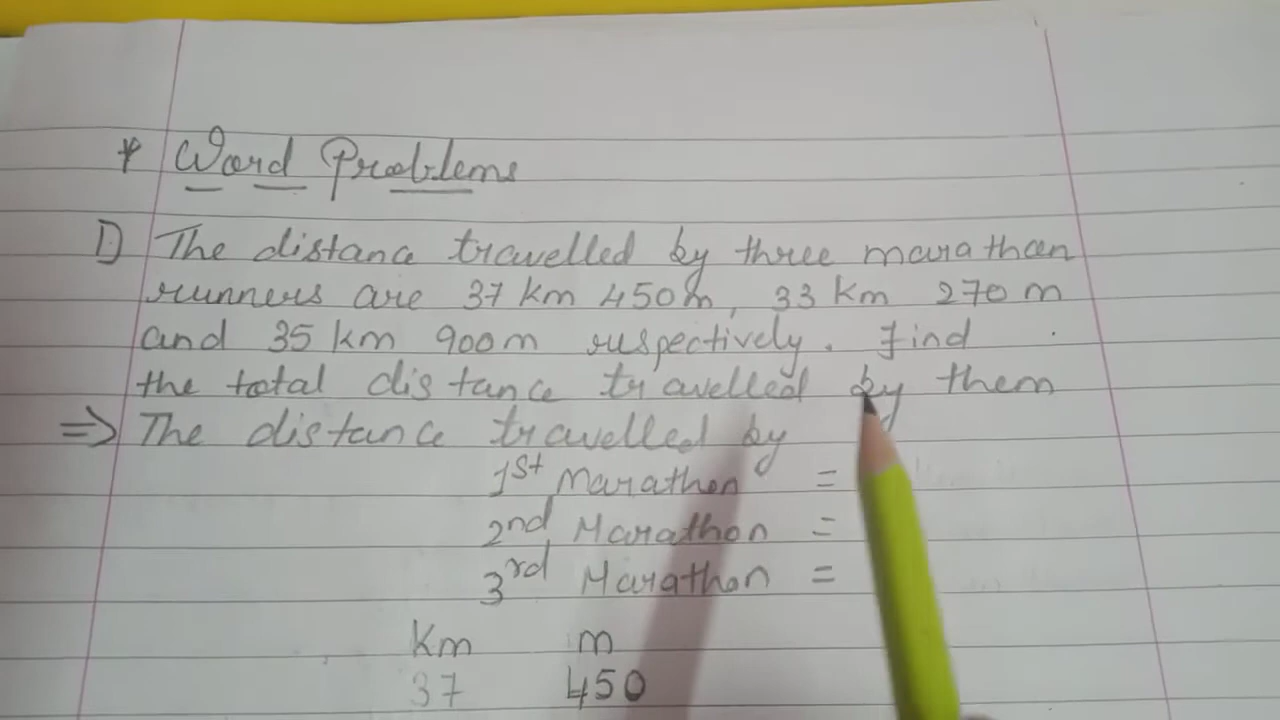 * Word Problems
1) The distance travelled by three marathon
runners are 37 km 450m, 33 km 270 m
and 35 km 900m respectively. Find
the total distance travelled by them
⇒ The distance travelled by
1st Marathon =
2nd Marathon =
3rd Marathon =
Km m
37 450